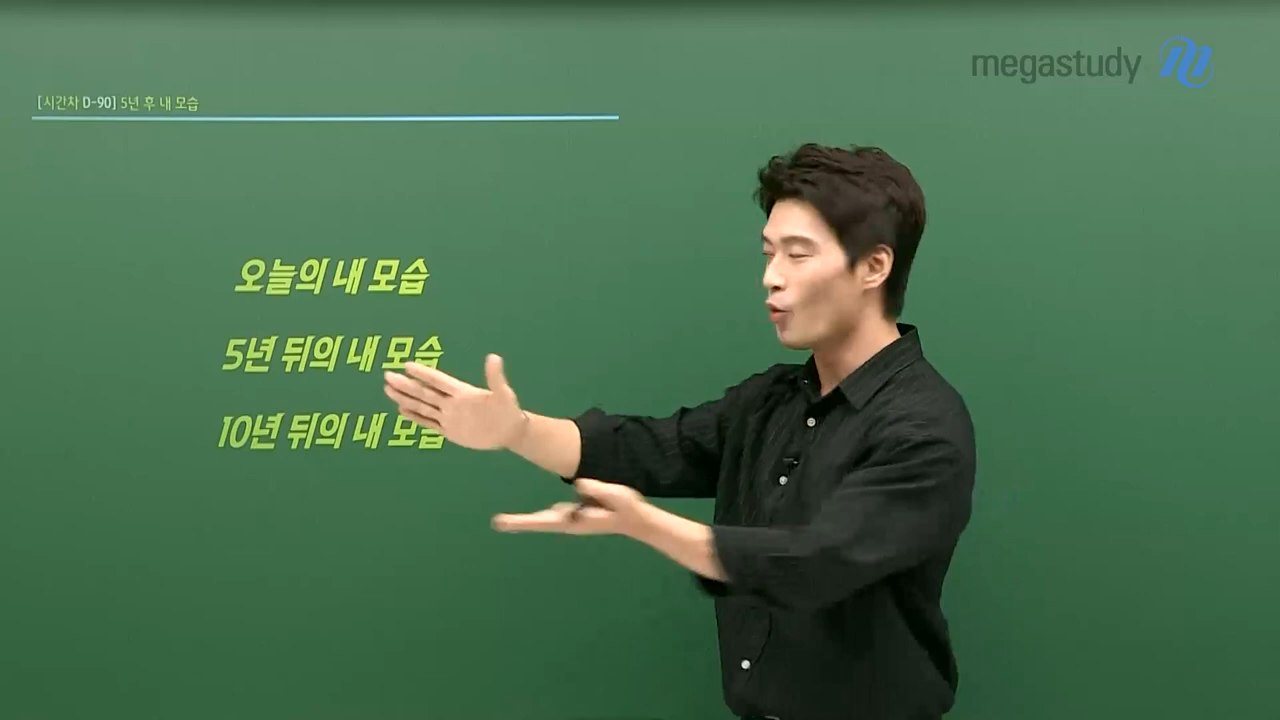 megastudy
[시간차 D-90] 5년 후 내 모습
오늘의 내 모습
5년 뒤의 내 모습
10년 뒤의 내 모습